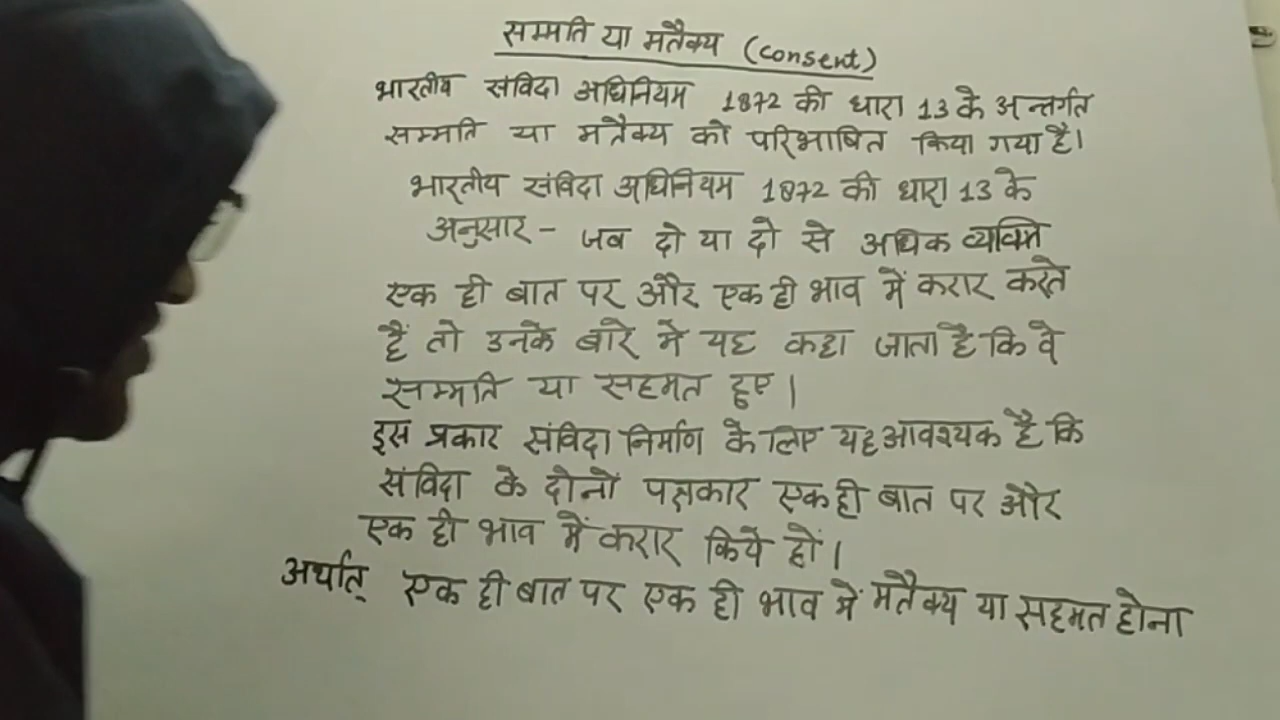 सम्मति या मतैक्य (consent)
भारतीय संविदा अधिनियम 1872 की धारा 13 के अन्तर्गत
सम्मति या मतैक्य को परिभाषित किया गया है।
भारतीय संविदा अधिनियम 1872 की धारा 13 के
अनुसार - जब दो या दो से अधिक व्यक्ति
एक ही बात पर और एक ही भाव में करार करते
हैं तो उनके बारे मे यह कहा जाता है कि वे
सम्मति या सहमत हुए।
इस प्रकार संविदा निर्माण के लिए यह आवश्यक है कि
संविदा के दोनों पक्षकार एक ही बात पर और
एक ही भाव में करार किये हों।
अर्थात् एक ही बात पर एक ही भाव में मतैक्य या सहमत होना